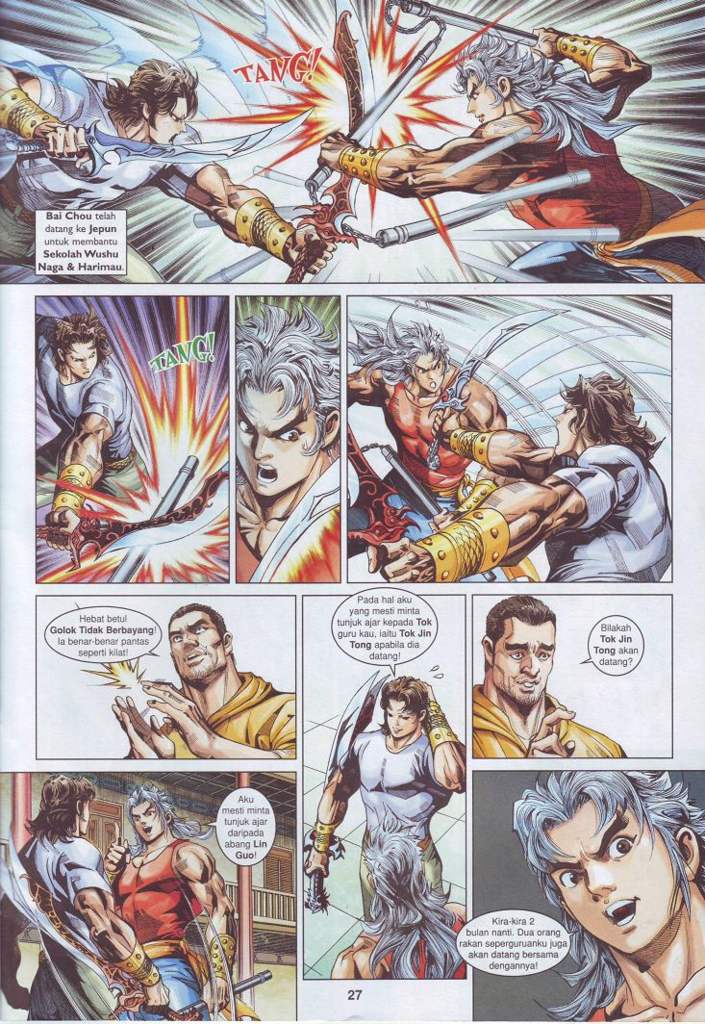 TANG!
Bai Chou telah
datang ke Jepun
untuk membantu
Sekolah Wushu
Naga & Harimau.
TANG!
Hebat betul
Golok Tidak Berbayang!
Ia benar-benar pantas
seperti kilat!
Pada hal aku
yang mesti minta
tunjuk ajar kepada Tok
guru kau, iaitu Tok Jin
Tong apabila dia
datang!
Bilakah
Tok Jin
Tong akan
datang?
Aku
mesti minta
tunjuk ajar
daripada
abang Lin
Guo!
Kira-kira 2
bulan nanti. Dua orang
rakan seperguruanku juga
akan datang bersama
dengannya!
27